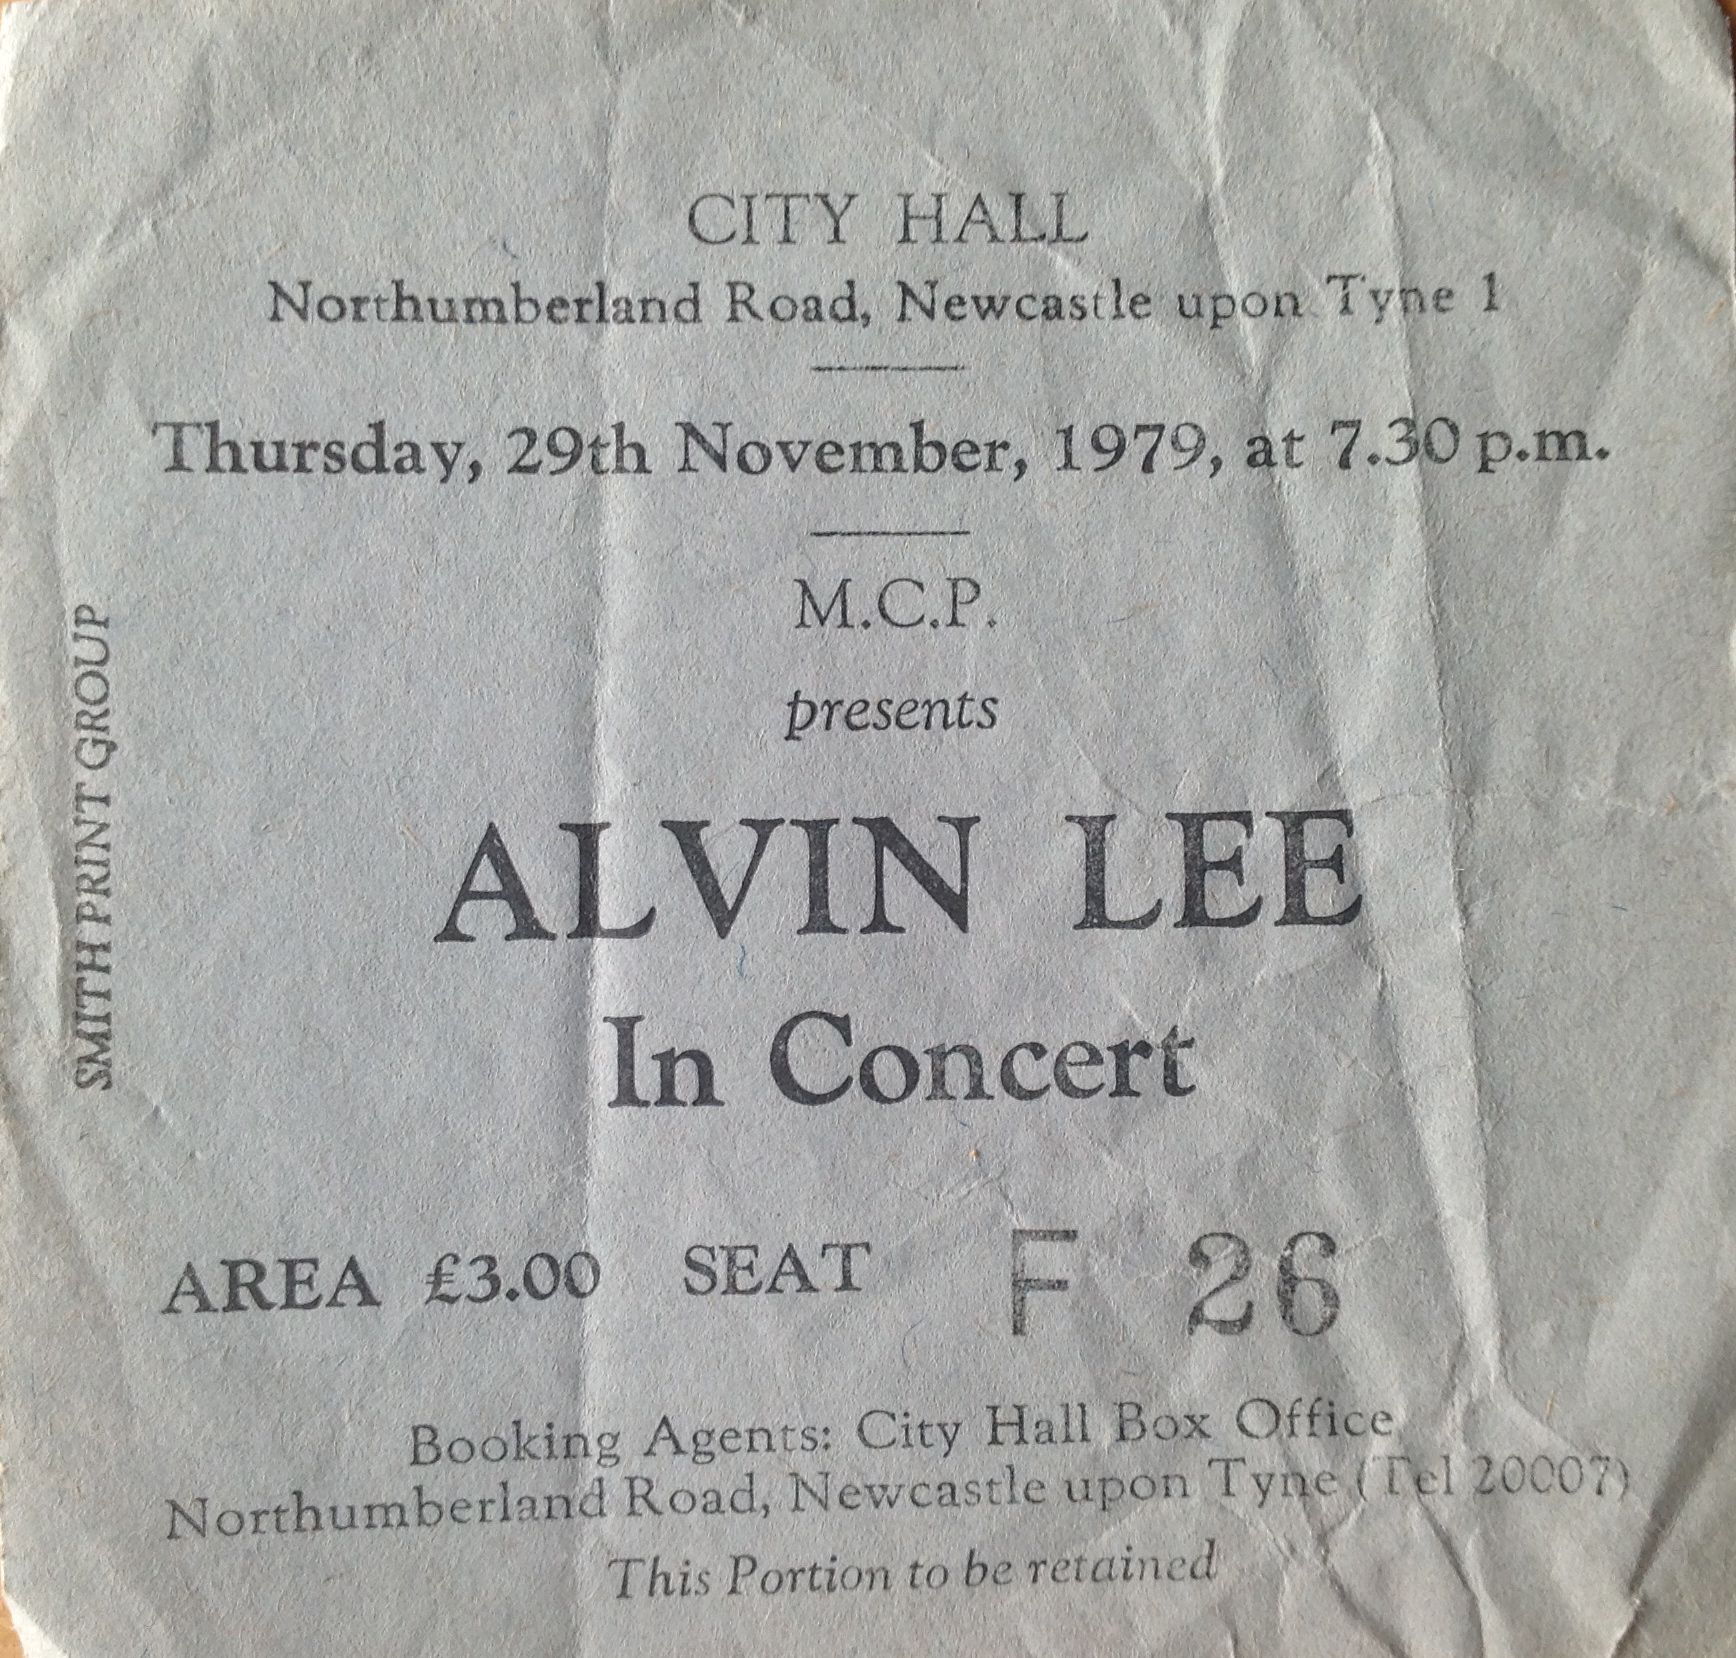 CITY HALL
Northumberland Road, Newcastle upon Tyne 1
Thursday, 29th November, 1979, at 7.30 p.m.
M.C.P.
presents
ALVIN LEE
In Concert
AREA £3.00 SEAT F 26
Booking Agents: City Hall Box Office
Northumberland Road, Newcastle upon Tyne (Tel 20007)
This Portion to be retained
SMITH PRINT GROUP